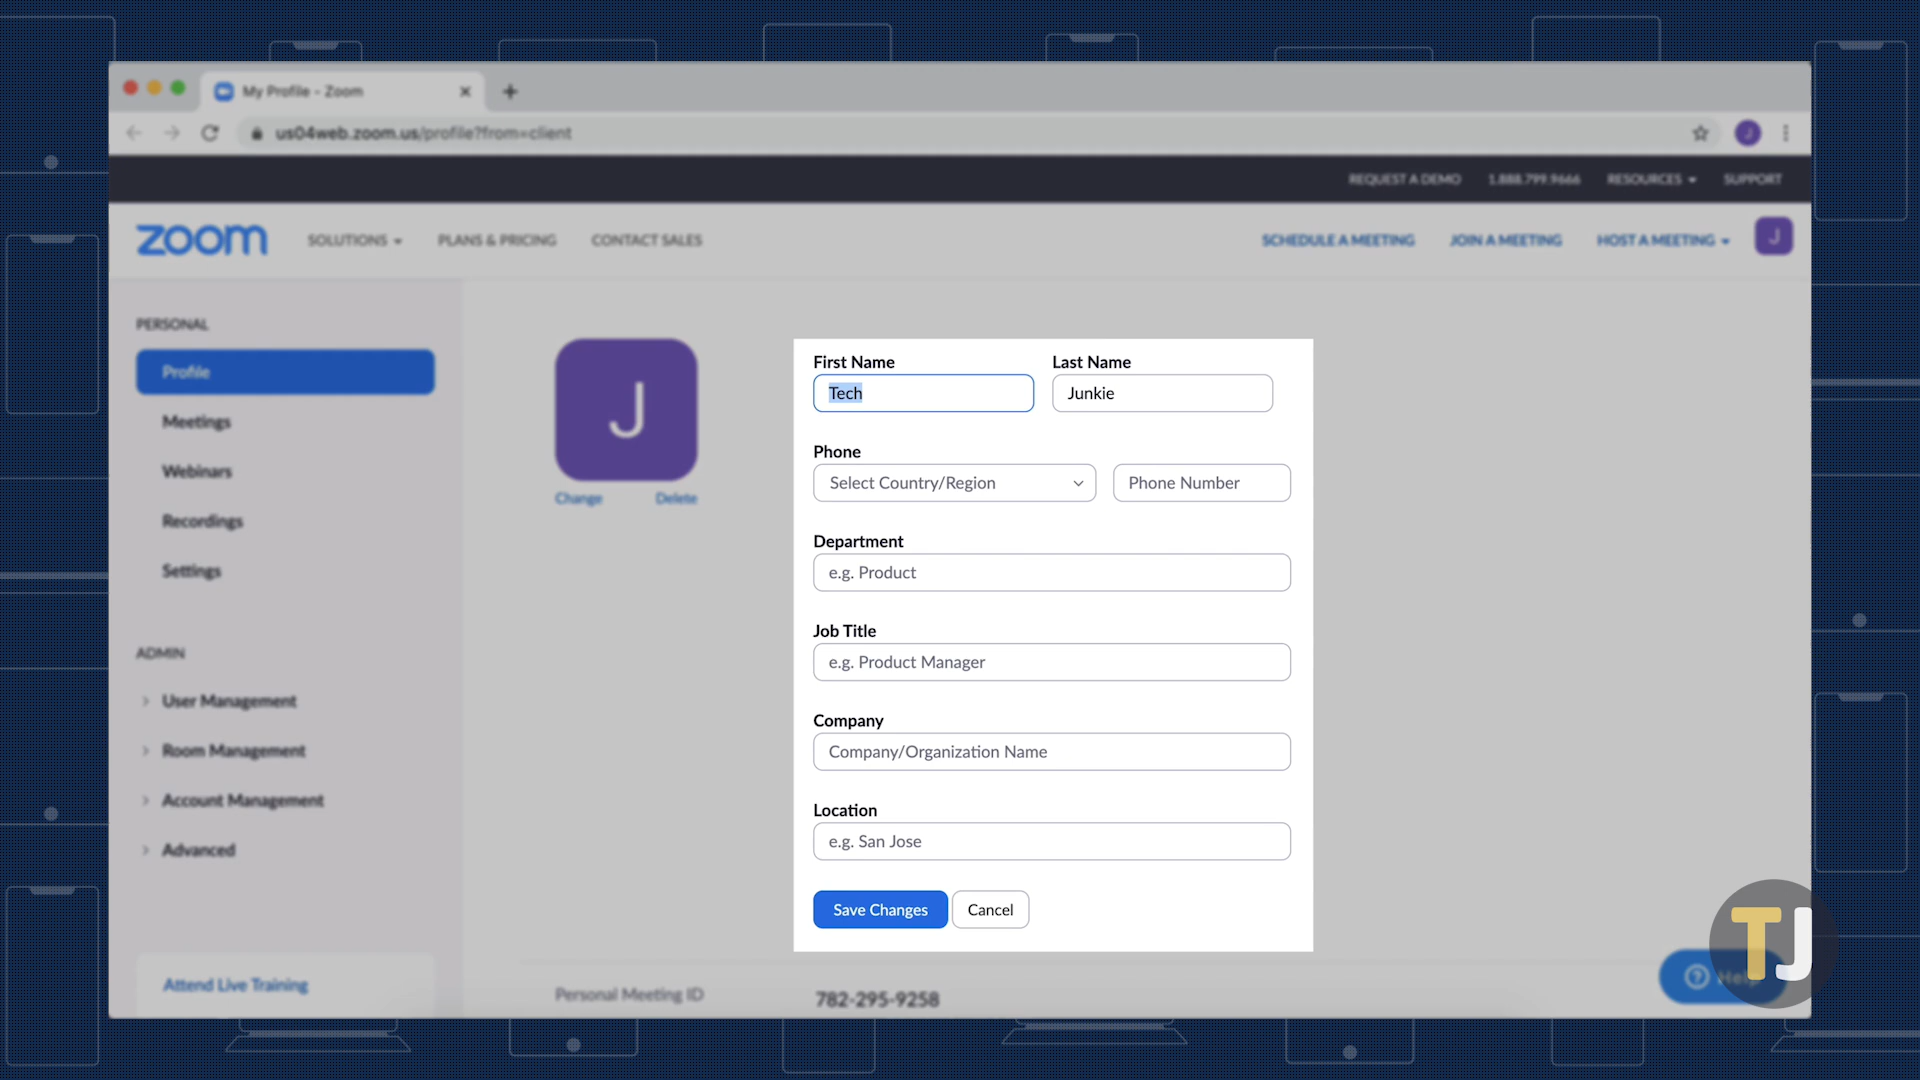 My Profile - Zoom
us04web.zoom.us/profile?from=client
J
REQUEST A DEMO 1.888.799.9666 RESOURCES SUPPORT
zoom SOLUTIONS PLANS & PRICING CONTACT SALES SCHEDULE A MEETING JOIN A MEETING HOST A MEETING J
PERSONAL
Profile
Meetings
Webinars
Recordings
Settings
ADMIN
User Management
Room Management
Account Management
Advanced
Attend Live Training
J
Change Delete
First Name Last Name
Tech Junkie
Phone
Select Country/Region Phone Number
Department
e.g. Product
Job Title
e.g. Product Manager
Company
Company/Organization Name
Location
e.g. San Jose
Save Changes Cancel
Personal Meeting ID 782-295-9258
Help
TJ